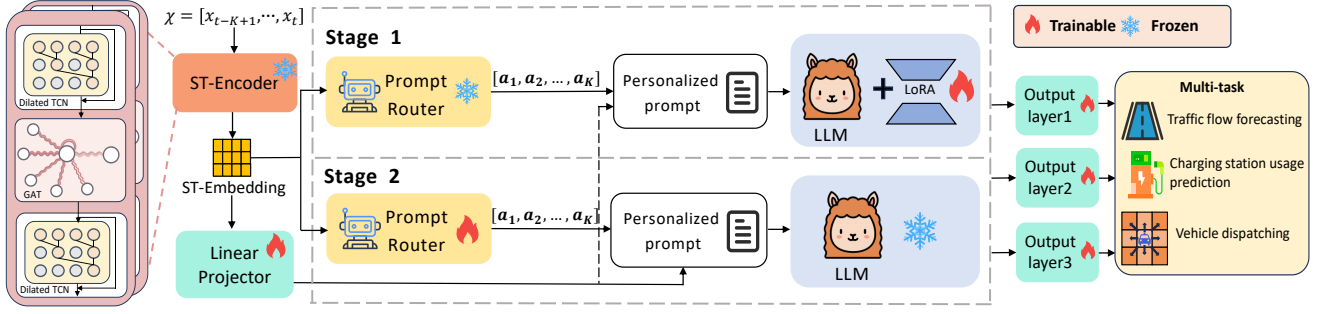 Dilated TCN
GAT
Dilated TCN
χ = [x_{t−K+1},⋯,x_t]
ST-Encoder
ST-Embedding
Linear
Projector
Stage 1
Prompt
Router
[a_1, a_2, …, a_K]
Personalized
prompt
LLM
+
LoRA
Stage 2
Prompt
Router
[a_1, a_2, …, a_K]
Personalized
prompt
LLM
Trainable
Frozen
Output
layer1
Output
layer2
Output
layer3
Multi-task
Traffic flow forecasting
Charging station usage
prediction
Vehicle dispatching